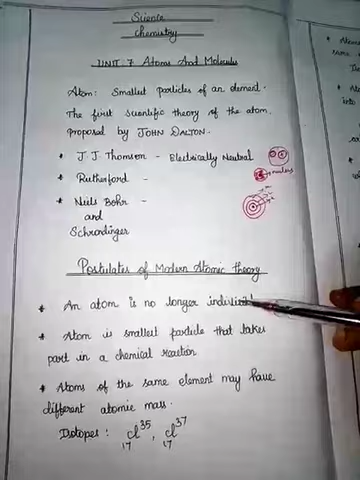 Science
Chemistry
UNIT 7 Atoms And Molecules
Atom: Smallest particles of an element.
The first scientific theory of the atom
proposed by JOHN DALTON.
* J.J. Thomson - Electrically Neutral
* Rutherford -
nucleus
* Neils Bohr -
and
Schrodinger
Postulates of Modern Atomic theory
* An atom is no longer
* Atom is smallest particle that takes
part in a chemical reaction
* Atoms of the same element may have
different atomic mass.
Isotopes : 17 Cl 35 , 17 Cl 37